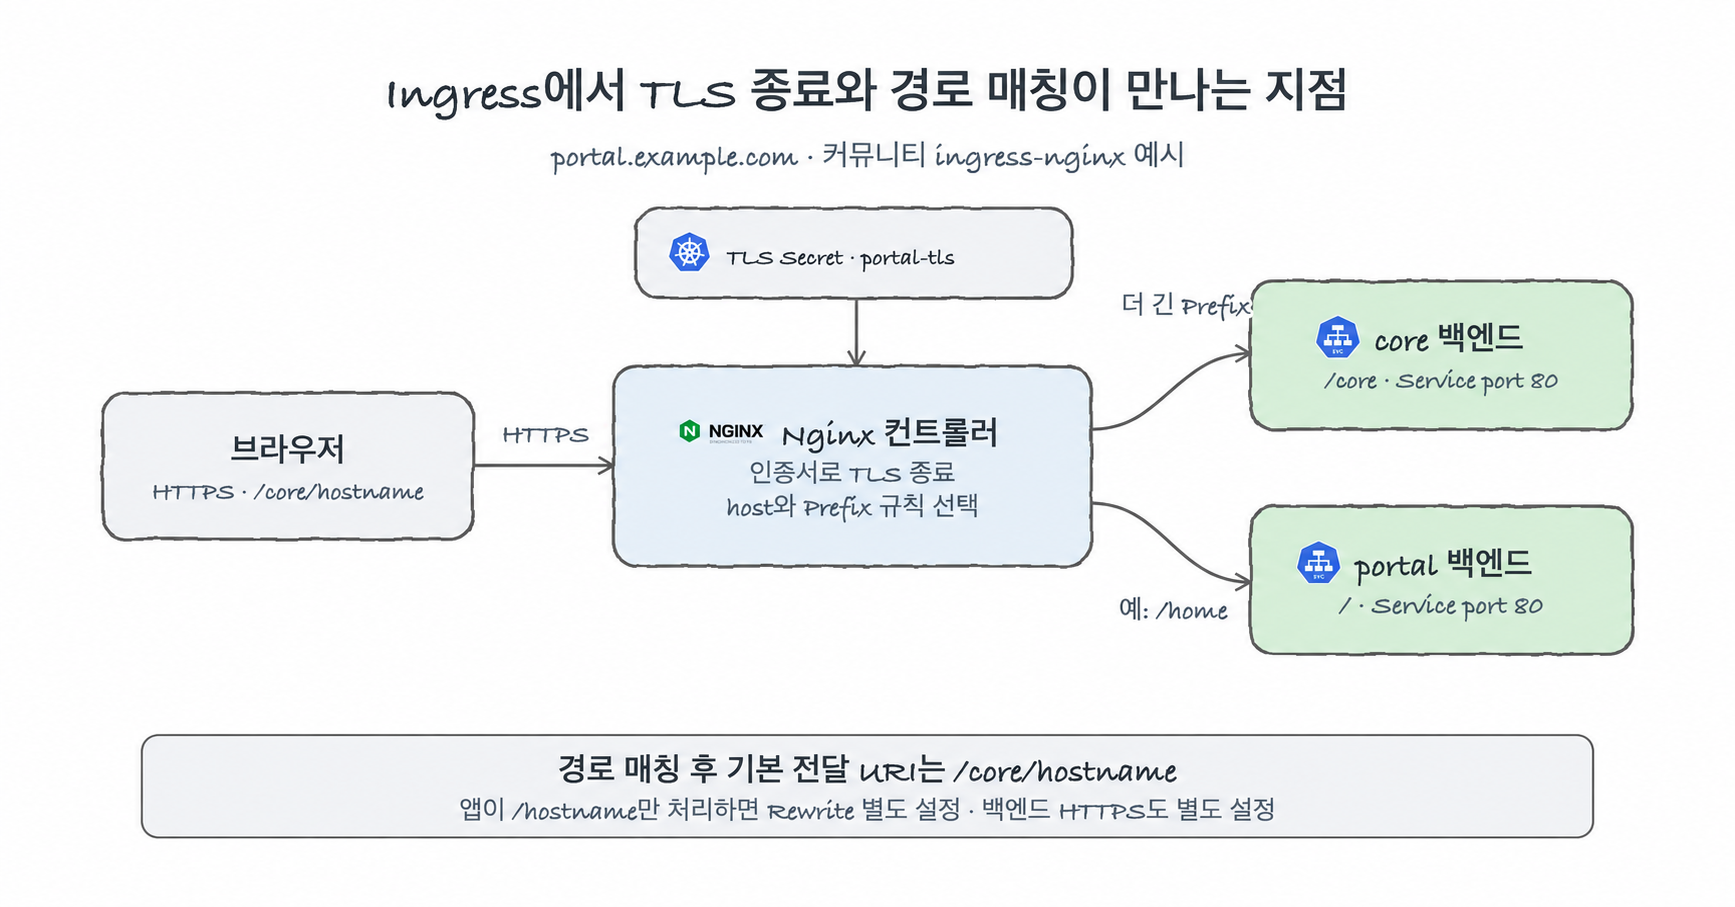 Ingress에서 TLS 종료와 경로 매칭이 만나는 지점
portal.example.com · 커뮤니티 ingress-nginx 예시
TLS Secret · portal-tls
더 긴 Prefix
core 백엔드
/core · Service port 80
SVC
브라우저
HTTPS · /core/hostname
HTTPS
NGINX
Nginx 컨트롤러
인증서로 TLS 종료
host와 Prefix 규칙 선택
portal 백엔드
/ · Service port 80
SVC
예: /home
경로 매칭 후 기본 전달 URI는 /core/hostname
앱이 /hostname만 처리하면 Rewrite 별도 설정 · 백엔드 HTTPS도 별도 설정